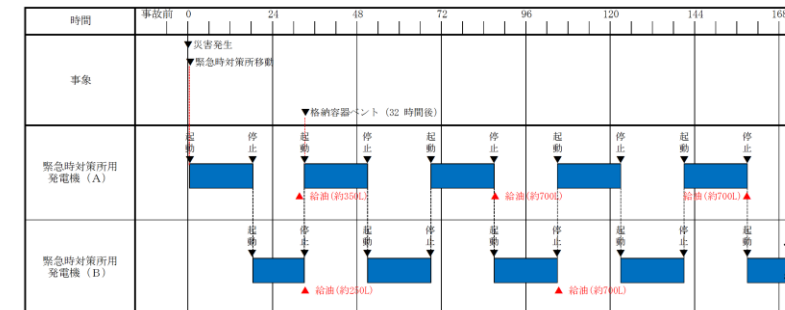 時間
事故前 0 24 48 72 96 120 144 168
事象
▼災害発生
▼緊急時対策所移動
▼格納容器ベント（32 時間後）
緊急時対策所用
発電機（A）
起動 停止 起動 停止 起動 停止 起動 停止 起動 停止
▲ 給油(約350L) ▲ 給油(約700L) 給油(約700L) ▲
緊急時対策所用
発電機（B）
起動 停止 起動 停止 起動 停止 起動 停止
▲ 給油(約250L) ▲ 給油(約700L)